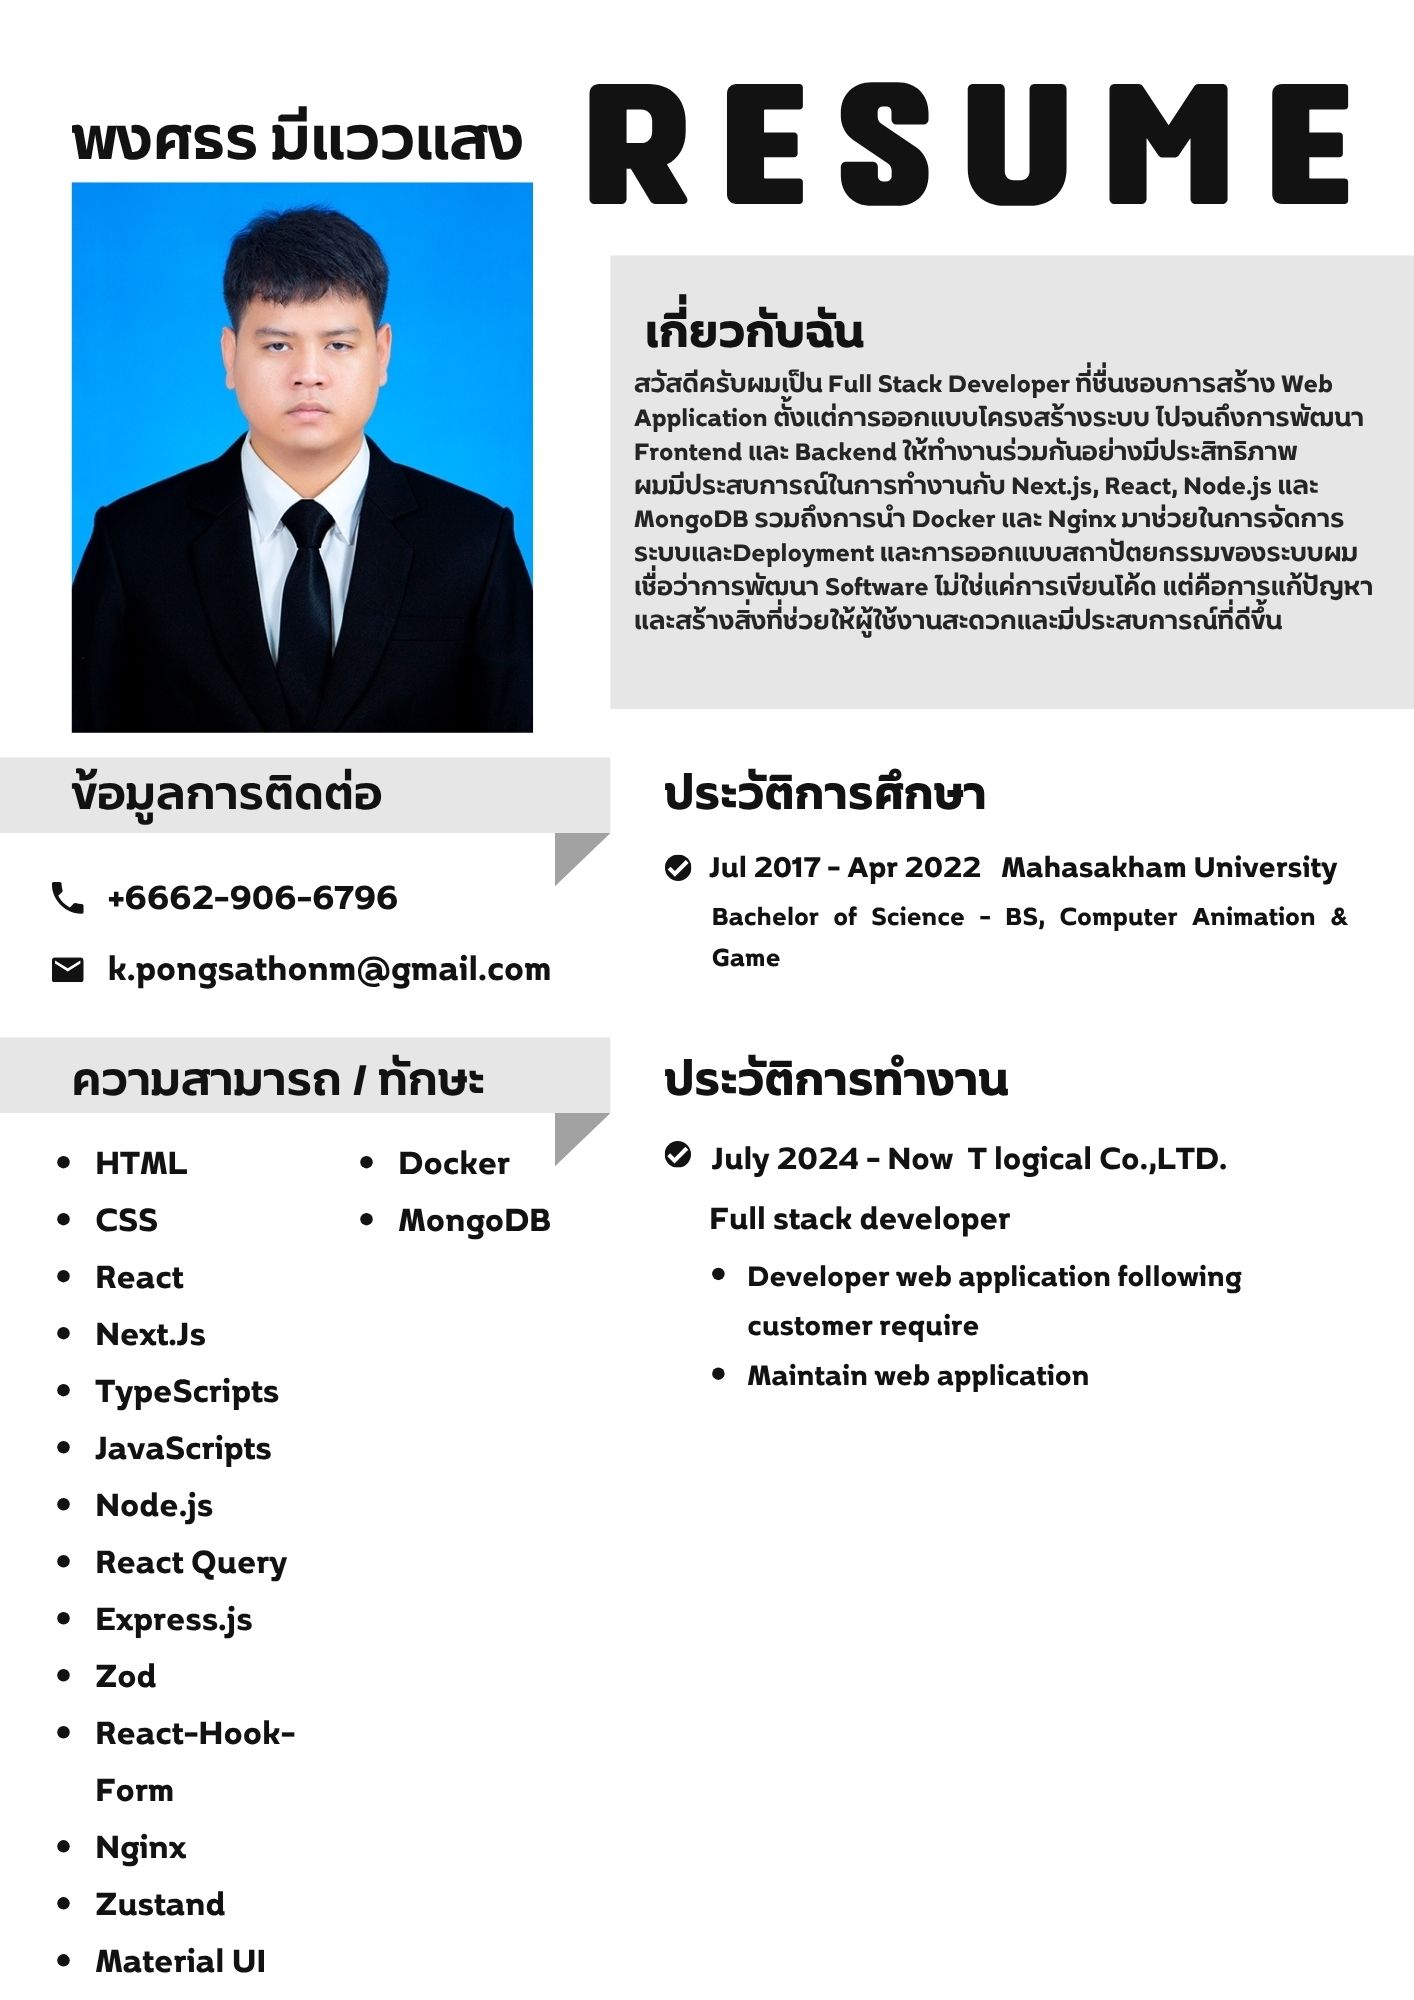 พงศธร มีแววแสง
RESUME
เกี่ยวกับฉัน
สวัสดีครับผมเป็น Full Stack Developer ที่ชื่นชอบการสร้าง Web
Application ตั้งแต่การออกแบบโครงสร้างระบบ ไปจนถึงการพัฒนา
Frontend และ Backend ให้ทำงานร่วมกันอย่างมีประสิทธิภาพ
ผมมีประสบการณ์ในการทำงานกับ Next.js, React, Node.js และ
MongoDB รวมถึงการนำ Docker และ Nginx มาช่วยในการจัดการ
ระบบและDeployment และการออกแบบสถาปัตยกรรมของระบบผม
เชื่อว่าการพัฒนา Software ไม่ใช่แค่การเขียนโค้ด แต่คือการแก้ปัญหา
และสร้างสิ่งที่ช่วยให้ผู้ใช้งานสะดวกและมีประสบการณ์ที่ดีขึ้น
ข้อมูลการติดต่อ
+6662-906-6796
k.pongsathonm@gmail.com
ความสามารถ / ทักษะ
HTML
CSS
React
Next.Js
TypeScripts
JavaScripts
Node.js
React Query
Express.js
Zod
React-Hook-
Form
Nginx
Zustand
Material UI
Docker
MongoDB
ประวัติการศึกษา
Jul 2017 - Apr 2022 Mahasakham University
Bachelor of Science - BS, Computer Animation &
Game
ประวัติการทำงาน
July 2024 - Now T logical Co.,LTD.
Full stack developer
Developer web application following
customer require
Maintain web application